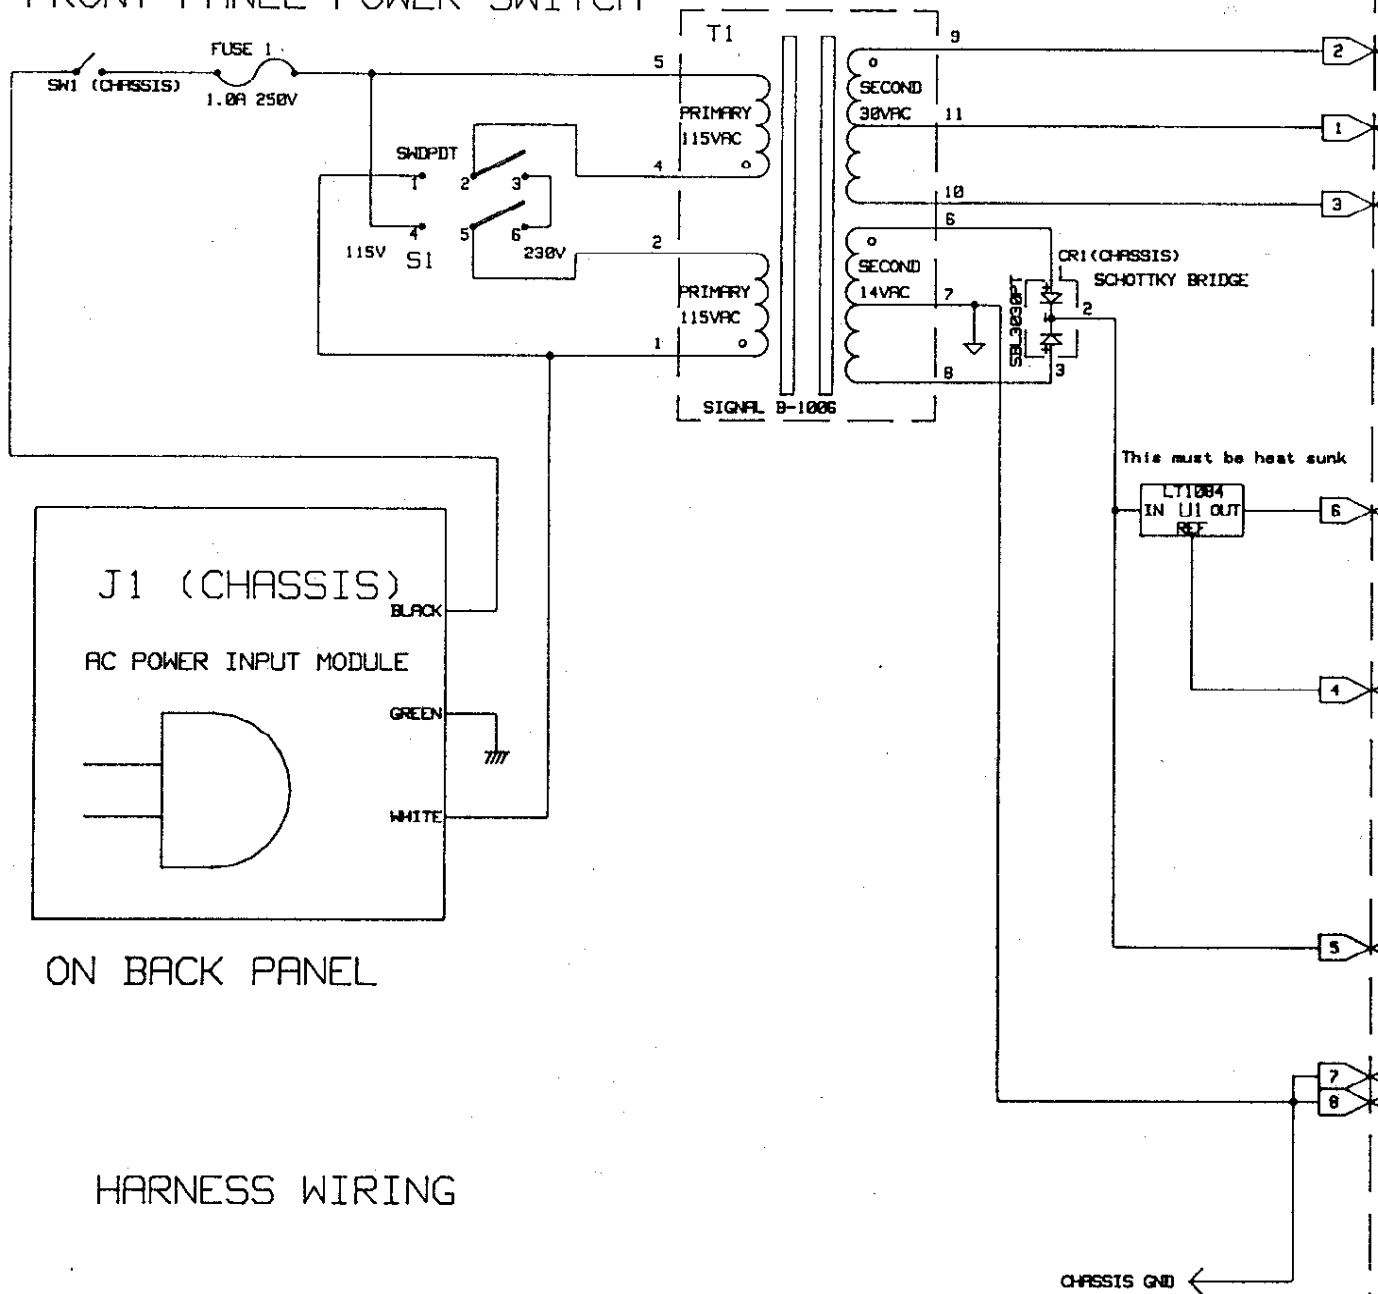 FRONT PANEL POWER SWITCH
T1
9
2
FUSE 1
5
SW1 (CHASSIS)
1.0A 250V
SECOND
30VAC
PRIMARY
115VAC
11
1
SWDPDT
4
1
2
3
10
3
6
4
5
6
115V
S1
230V
2
SECOND
14VAC
CR1(CHASSIS)
SCHOTTKY BRIDGE
PRIMARY
115VAC
7
SBL3030PT
+
1
2
+
1
8
3
SIGNAL B-1006
This must be heat sunk
LT1084
IN U1 OUT
REF
6
J1 (CHASSIS)
BLACK
AC POWER INPUT MODULE
4
GREEN
WHITE
5
ON BACK PANEL
7
8
HARNESS WIRING
CHASSIS GND